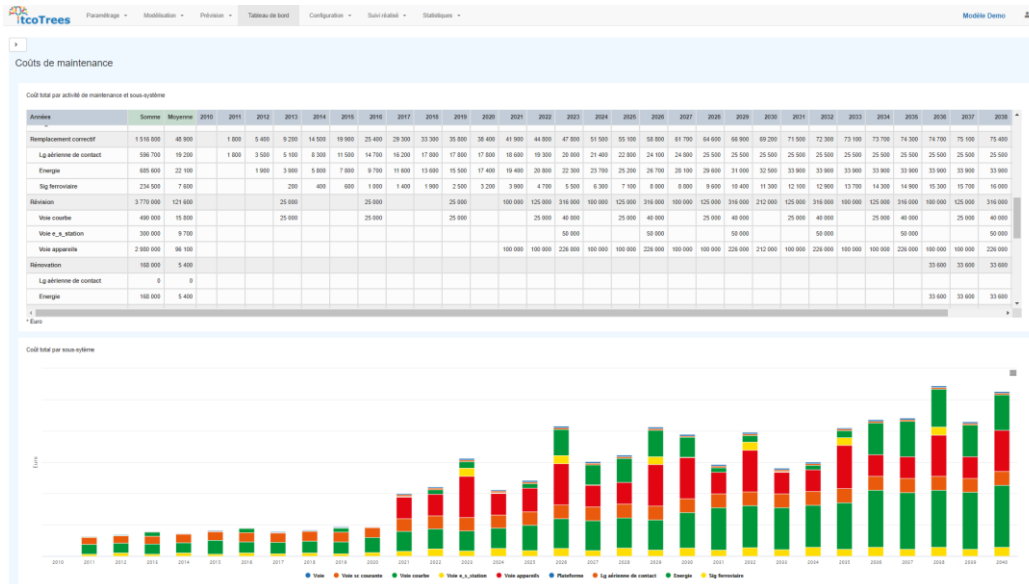 itcoTrees Paramétrage Modélisation Prévision Tableau de bord Configuration Suivi réalisé Statistiques Modèle Demo
Coûts de maintenance
Coût total par activité de maintenance et sous-système
Années Somme Moyenne 2010 2011 2012 2013 2014 2015 2016 2017 2018 2019 2020 2021 2022 2023 2024 2025 2026 2027 2028 2029 2030 2031 2032 2033 2034 2035 2036 2037 2038
Remplacement correctif 1 516 800 48 900 1 800 5 400 9 200 14 500 19 900 25 400 29 300 33 300 35 800 38 400 41 900 44 800 47 800 51 500 55 100 58 800 61 700 64 600 66 900 69 200 71 500 72 300 73 100 73 700 74 300 74 700 75 100 75 400
Lg aérienne de contact 596 700 19 200 1 800 3 500 5 100 8 300 11 500 14 700 16 200 17 800 17 800 17 800 18 600 19 300 20 000 21 400 22 800 24 100 24 800 25 500 25 500 25 500 25 500 25 500 25 500 25 500 25 500 25 500 25 500 25 500
Energie 685 600 22 100 1 900 3 900 5 800 7 800 9 700 11 600 13 600 15 500 17 400 19 400 20 800 22 300 23 700 25 200 26 700 28 100 29 600 31 000 32 500 33 900 33 900 33 900 33 900 33 900 33 900 33 900 33 900
Sig ferroviaire 234 500 7 600 200 400 600 1 000 1 400 1 900 2 500 3 200 3 900 4 700 5 500 6 300 7 100 8 000 8 800 9 600 10 400 11 300 12 100 12 900 13 700 14 300 14 900 15 300 15 700 16 000
Révision 3 770 000 121 600 25 000 25 000 25 000 100 000 125 000 316 000 100 000 125 000 316 000 100 000 125 000 316 000 212 000 125 000 316 000 100 000 125 000 316 000 100 000 125 000 316 000
Voie courbe 490 000 15 800 25 000 25 000 25 000 25 000 40 000 25 000 40 000 25 000 40 000 25 000 40 000 25 000 40 000 25 000 40 000
Voie e_s_station 300 000 9 700 50 000 50 000 50 000 50 000 50 000 50 000
Voie appareils 2 980 000 96 100 100 000 100 000 226 000 100 000 100 000 226 000 100 000 100 000 226 000 212 000 100 000 226 000 100 000 100 000 226 000 100 000 100 000 226 000
Rénovation 168 000 5 400 33 600 33 600 33 600
Lg aérienne de contact 0 0
Energie 168 000 5 400 33 600 33 600 33 600
* Euro
Coût total par sous-sytème
Euro
2010 2011 2012 2013 2014 2015 2016 2017 2018 2019 2020 2021 2022 2023 2024 2025 2026 2027 2028 2029 2030 2031 2032 2033 2034 2035 2036 2037 2038 2039 2040
Voie Voie sc courante Voie courbe Voie e_s_station Voie appareils Plateforme Lg aérienne de contact Energie Sig ferroviaire